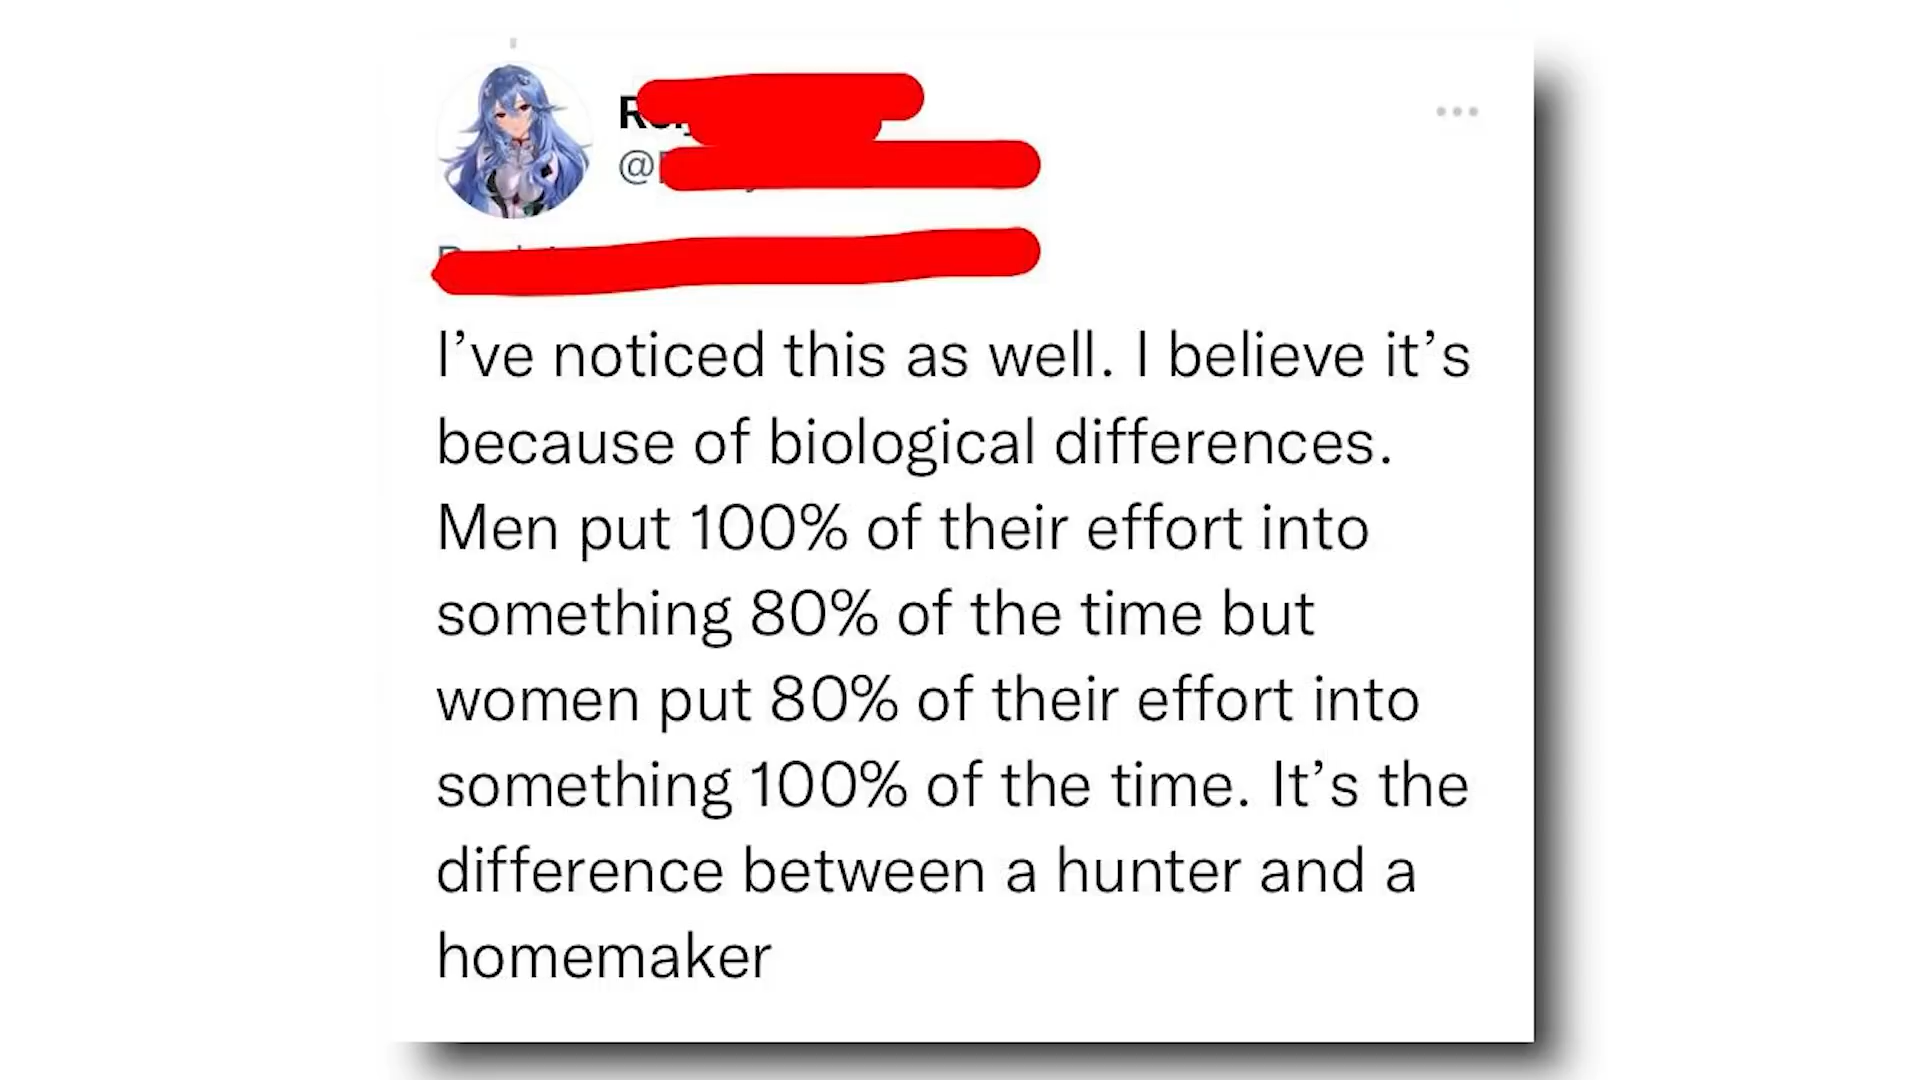 I’ve noticed this as well. I believe it’s
because of biological differences.
Men put 100% of their effort into
something 80% of the time but
women put 80% of their effort into
something 100% of the time. It’s the
difference between a hunter and a
homemaker